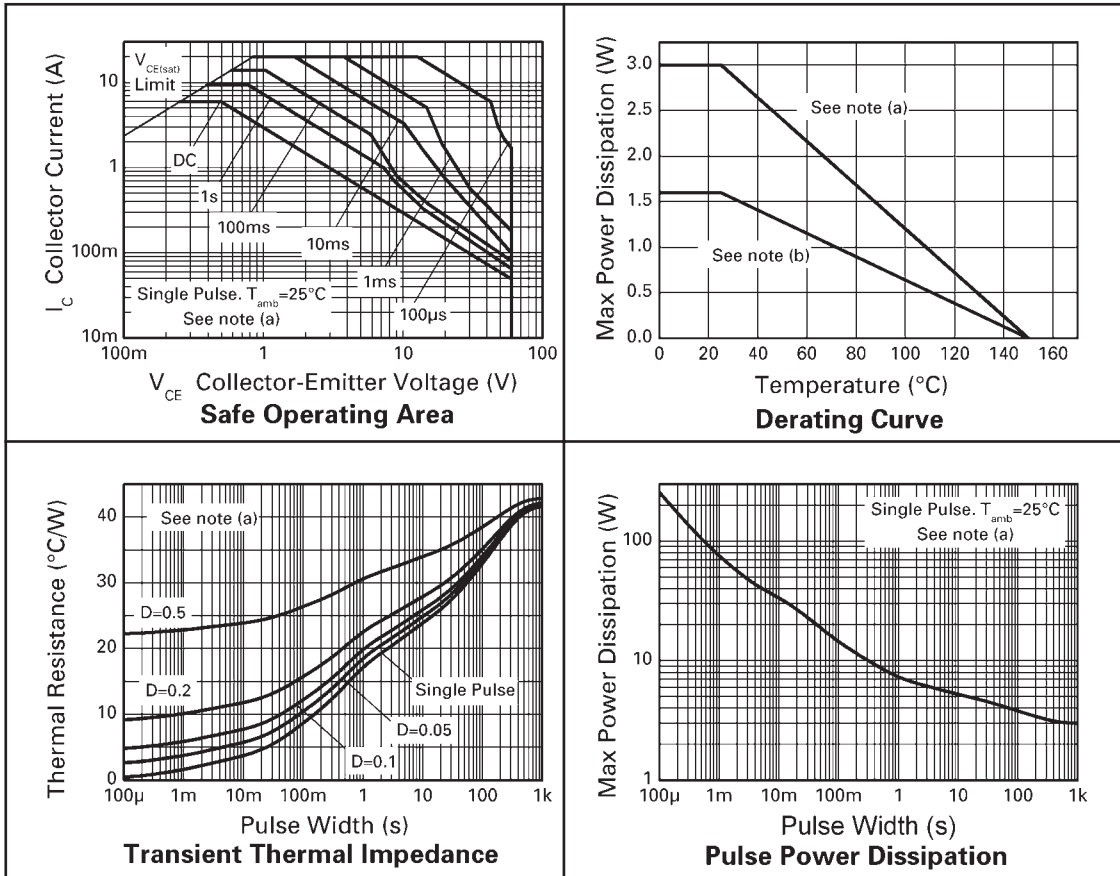 I_C Collector Current (A)
10
1
100m
10m
V_CE(sat)
Limit
DC
1s
100ms
10ms
1ms
100µs
Single Pulse. T_amb=25°C
See note (a)
100m 1 10 100
V_CE Collector-Emitter Voltage (V)
Safe Operating Area
Max Power Dissipation (W)
3.0
2.5
2.0
1.5
1.0
0.5
0.0
See note (a)
See note (b)
0 20 40 60 80 100 120 140 160
Temperature (°C)
Derating Curve
Thermal Resistance (°C/W)
40
30
20
10
0
See note (a)
D=0.5
D=0.2
Single Pulse
D=0.05
D=0.1
100µ 1m 10m 100m 1 10 100 1k
Pulse Width (s)
Transient Thermal Impedance
Max Power Dissipation (W)
100
10
1
Single Pulse. T_amb=25°C
See note (a)
100µ 1m 10m 100m 1 10 100 1k
Pulse Width (s)
Pulse Power Dissipation